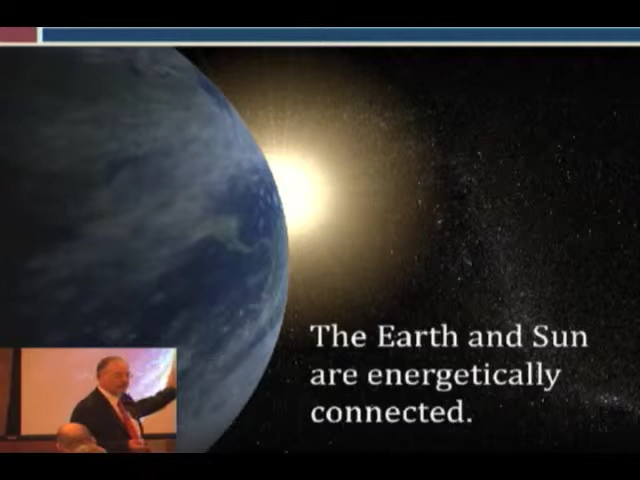 The Earth and Sun
are energetically
connected.